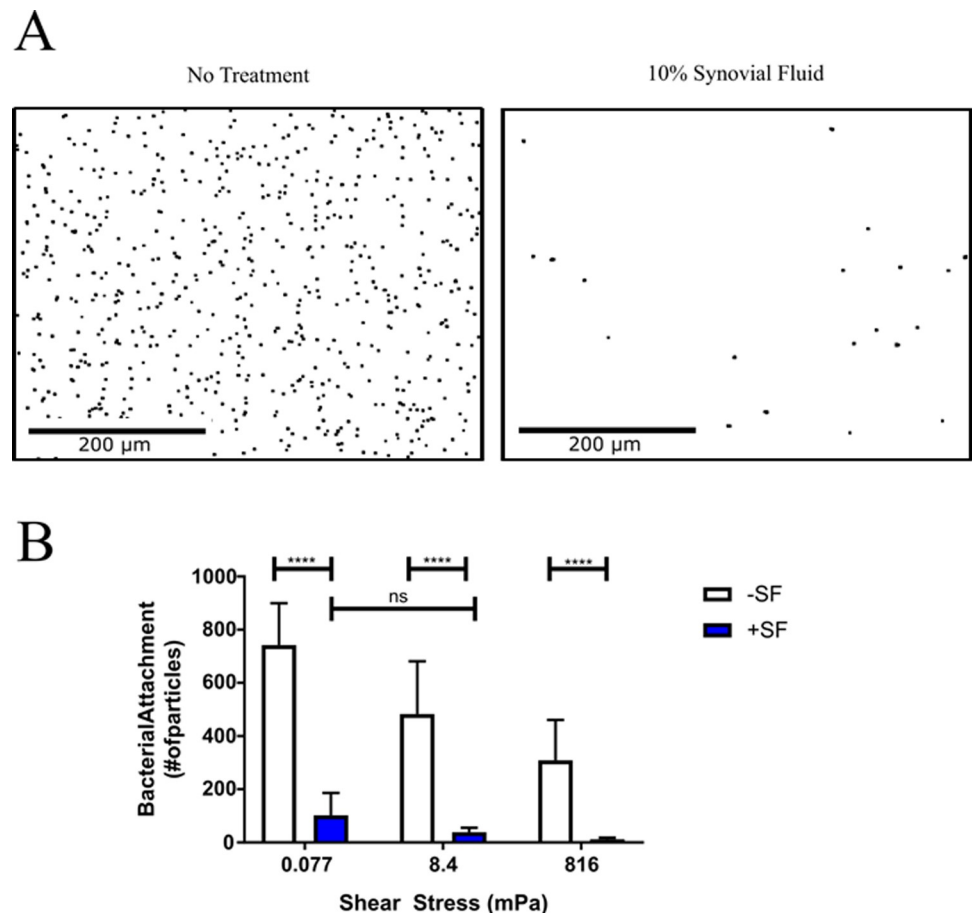 A
No Treatment
10% Synovial Fluid
200 µm
200 µm
B
**** **** ****
ns
1000
800
600
400
200
0
BacterialAttachment
(#ofparticles)
0.077 8.4 816
Shear Stress (mPa)
-SF
+SF